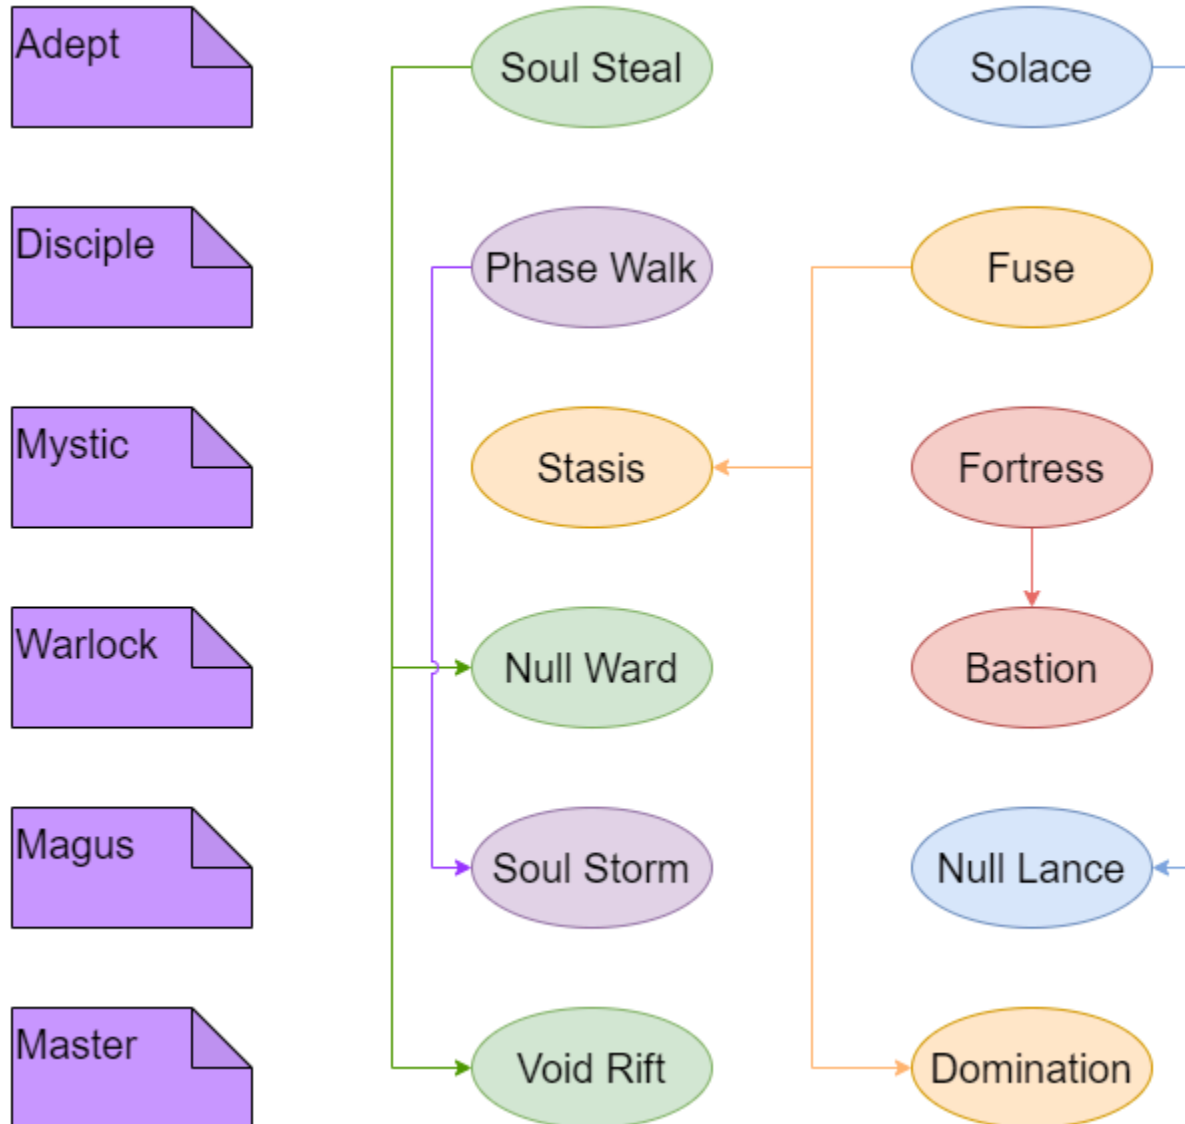 Adept
Soul Steal
Solace
Disciple
Phase Walk
Fuse
Mystic
Stasis
Fortress
Warlock
Null Ward
Bastion
Magus
Soul Storm
Null Lance
Master
Void Rift
Domination